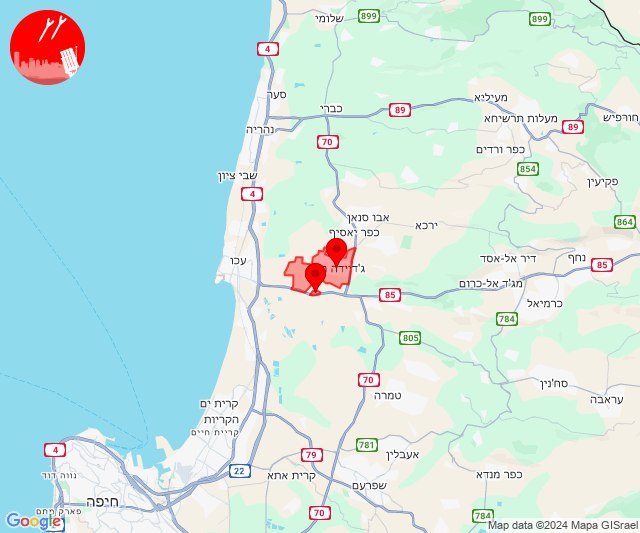 שלומי
899
4
סער
כברי
89
מעיליא
חורפיש
נהריה
מעלות תרשיחא
89
70
כפר ורדים
854
שבי ציון
פקיעין
4
אבו סנאן
ירכא
864
כפר יאסיף
עכו
דיר אל-אסד
נחף
ג'דיידה
85
מג'ד אל-כרום
85
כרמיאל
784
805
70
סח'נין
טמרה
עראבה
קרית ים
הקריות
קרית חיים
781
4
79
אעבלין
22
קרית אתא
כפר מנדא
נווה דוד
שפרעם
חיפה
70
784
פארק מתם
Google
Map data ©2024 Mapa GISrael